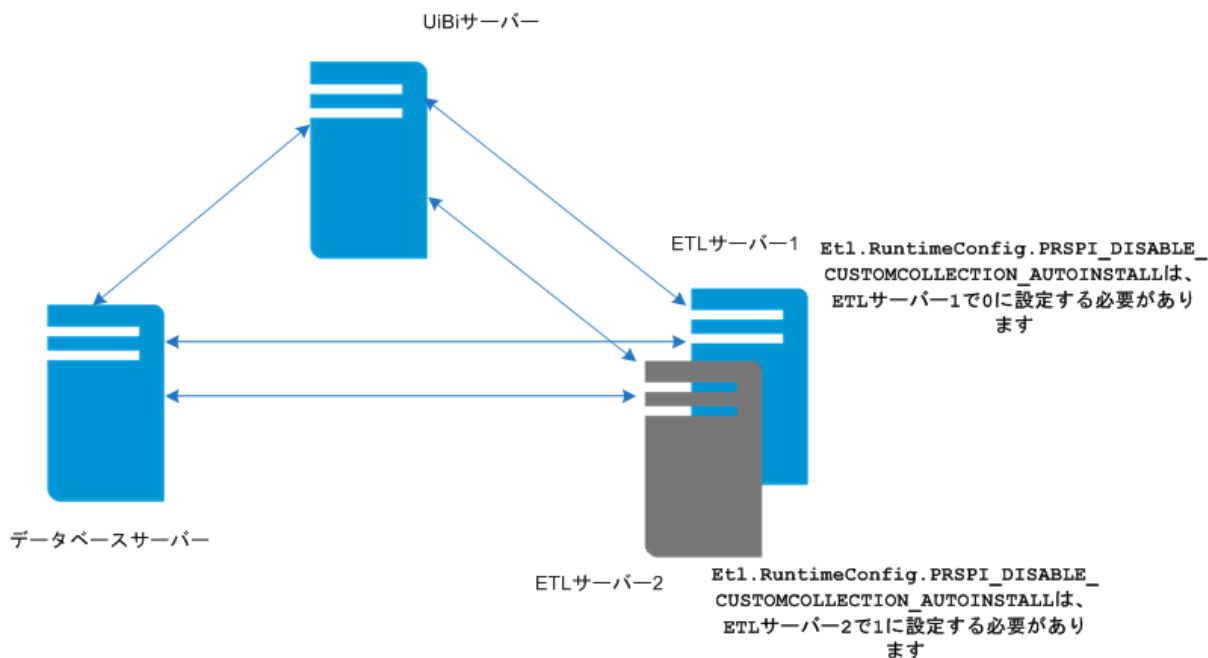 UiBiサーバー
ETLサーバー1
Etl.RuntimeConfig.PRSPI_DISABLE_
CUSTOMCOLLECTION_AUTOINSTALLは、
ETLサーバー1で0に設定する必要があり
ます
データベースサーバー
ETLサーバー2
Etl.RuntimeConfig.PRSPI_DISABLE_
CUSTOMCOLLECTION_AUTOINSTALLは、
ETLサーバー2で1に設定する必要があり
ます